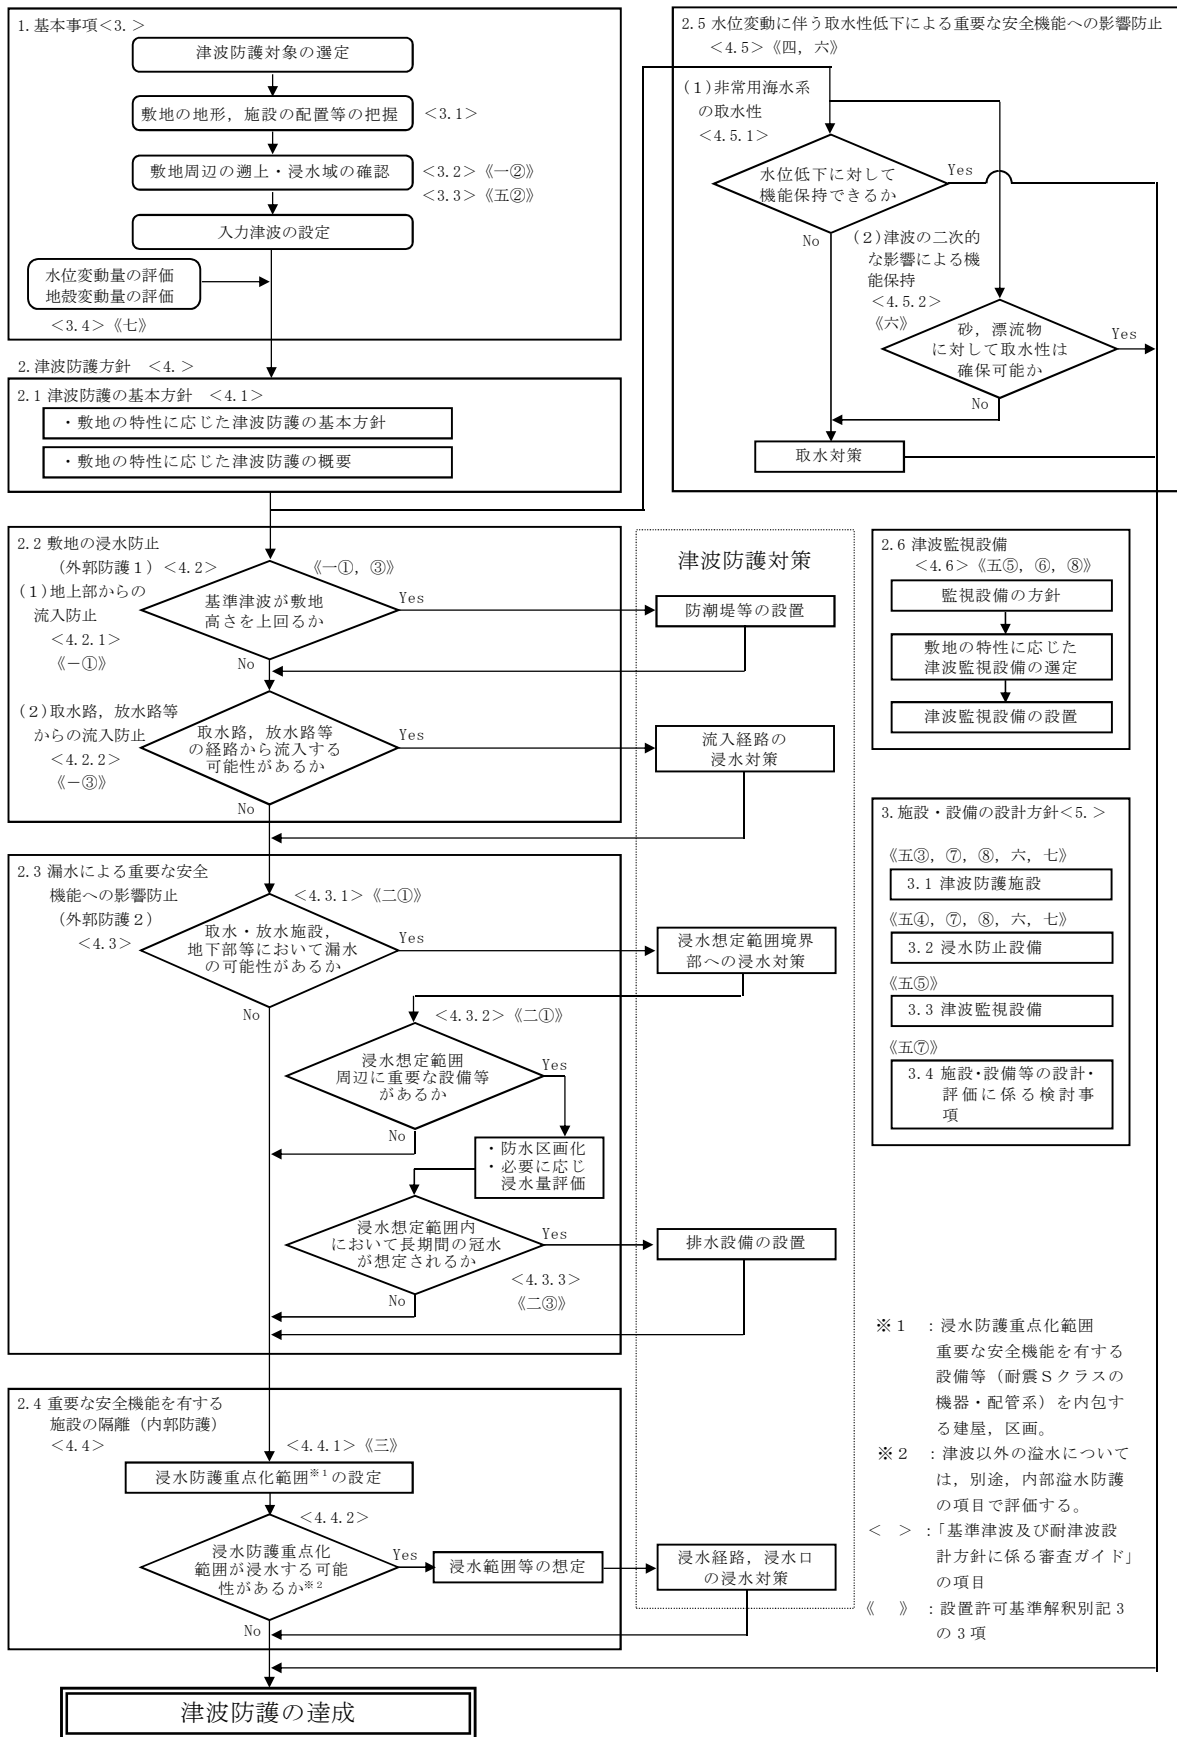 1.基本事項<3.>
津波防護対象の選定
敷地の地形，施設の配置等の把握
<3.1>
敷地周辺の遡上・浸水域の確認
<3.2>《一②》
<3.3>《五②》
入力津波の設定
水位変動量の評価
地殻変動量の評価
<3.4>《七》
2.津波防護方針　<4.>
2.1 津波防護の基本方針　<4.1>
・敷地の特性に応じた津波防護の基本方針
・敷地の特性に応じた津波防護の概要
2.2 敷地の浸水防止
（外郭防護１）<4.2>
《一①，③》
(１)地上部からの
流入防止
<4.2.1>
《－①》
基準津波が敷地
高さを上回るか
Yes
No
(２)取水路，放水路等
からの流入防止
<4.2.2>
《－③》
取水路，放水路等
の経路から流入する
可能性があるか
Yes
No
2.3 漏水による重要な安全
機能への影響防止
（外郭防護２）
<4.3>
<4.3.1>《二①》
取水・放水施設，
地下部等において漏水
の可能性があるか
Yes
No
<4.3.2>《二①》
浸水想定範囲
周辺に重要な設備等
があるか
Yes
No
・防水区画化
・必要に応じ
浸水量評価
浸水想定範囲内
において長期間の冠水
が想定されるか
Yes
<4.3.3>
《二③》
No
2.4 重要な安全機能を有する
施設の隔離（内郭防護）
<4.4>
<4.4.1>《三》
浸水防護重点化範囲※１の設定
<4.4.2>
浸水防護重点化
範囲が浸水する可能
性があるか※２
Yes
No
浸水範囲等の想定
津波防護の達成
津波防護対策
防潮堤等の設置
流入経路の
浸水対策
浸水想定範囲境界
部への浸水対策
排水設備の設置
浸水経路，浸水口
の浸水対策
2.5 水位変動に伴う取水性低下による重要な安全機能への影響防止
<4.5>《四，六》
(１)非常用海水系
の取水性
<4.5.1>
水位低下に対して
機能保持できるか
Yes
No
(２)津波の二次的
な影響による機
能保持
<4.5.2>
《六》
砂，漂流物
に対して取水性は
確保可能か
Yes
No
取水対策
2.6 津波監視設備
<4.6>《五⑤，⑥，⑧》
監視設備の方針
敷地の特性に応じた
津波監視設備の選定
津波監視設備の設置
3.施設・設備の設計方針<5.>
《五③，⑦，⑧，六，七》
3.1 津波防護施設
《五④，⑦，⑧，六，七》
3.2 浸水防止設備
《五⑤》
3.3 津波監視設備
《五⑦》
3.4 施設・設備等の設計・
評価に係る検討事
項
※１　：浸水防護重点化範囲
重要な安全機能を有する
設備等（耐震Ｓクラスの
機器・配管系）を内包す
る建屋，区画。
※２　：津波以外の溢水について
は，別途，内部溢水防護
の項目で評価する。
<　>：「基準津波及び耐津波設
計方針に係る審査ガイド」
の項目
《　》：設置許可基準解釈別記3
の3項